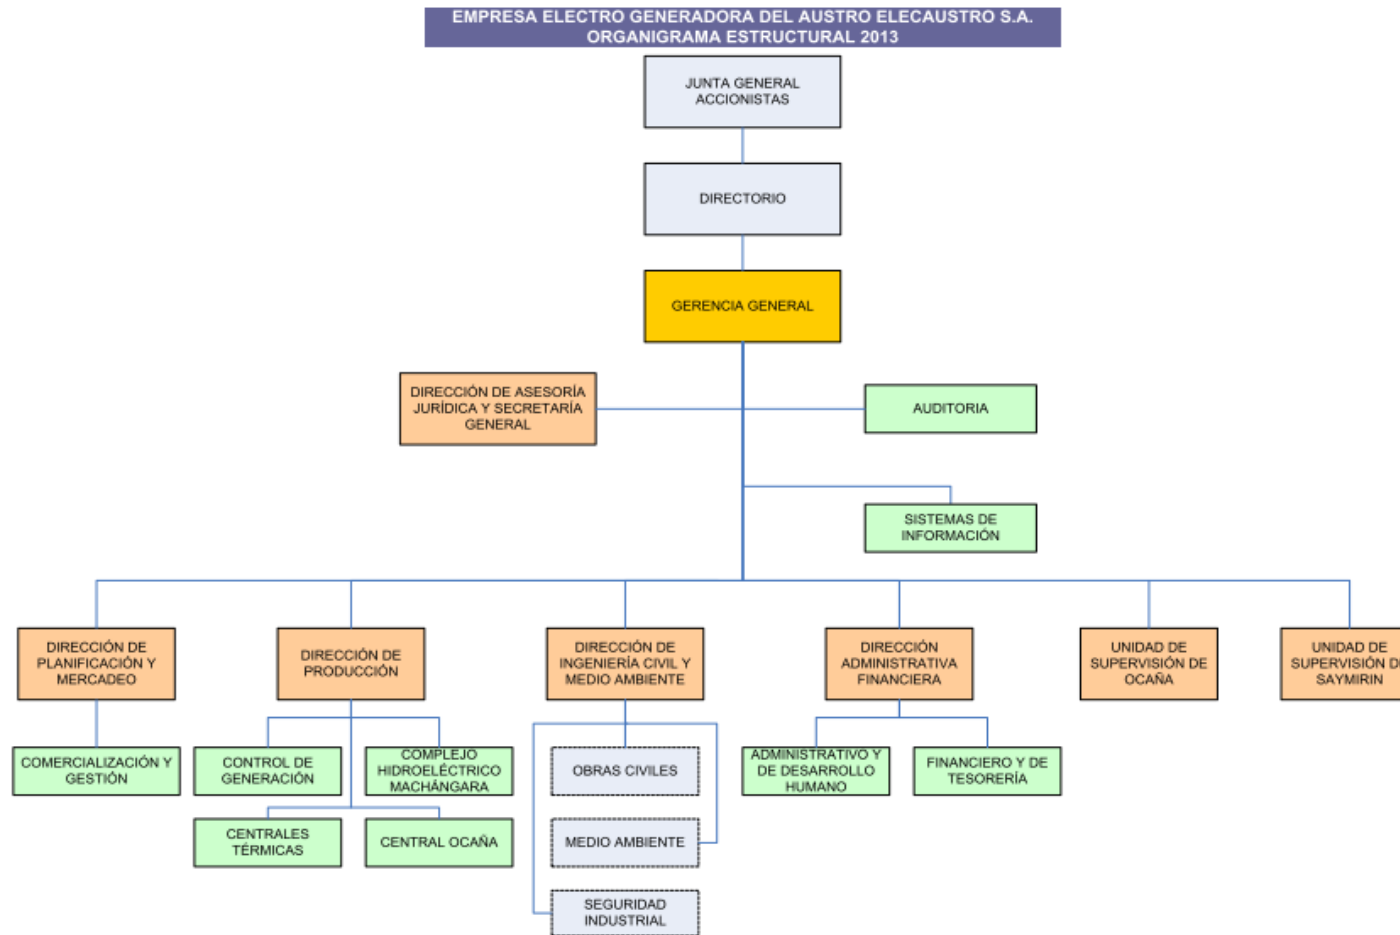 EMPRESA ELECTRO GENERADORA DEL AUSTRO ELECAUSTRO S.A.
ORGANIGRAMA ESTRUCTURAL 2013
JUNTA GENERAL
ACCIONISTAS
DIRECTORIO
GERENCIA GENERAL
DIRECCIÓN DE ASESORÍA
JURÍDICA Y SECRETARÍA
GENERAL
AUDITORIA
SISTEMAS DE
INFORMACIÓN
DIRECCIÓN DE
PLANIFICACIÓN Y
MERCADEO
DIRECCIÓN DE
PRODUCCIÓN
DIRECCIÓN DE
INGENIERÍA CIVIL Y
MEDIO AMBIENTE
DIRECCIÓN
ADMINISTRATIVA
FINANCIERA
UNIDAD DE
SUPERVISIÓN DE
OCAÑA
UNIDAD DE
SUPERVISIÓN DE
SAYMIRIN
COMERCIALIZACIÓN Y
GESTIÓN
CONTROL DE
GENERACIÓN
COMPLEJO
HIDROELÉCTRICO
MACHÁNGARA
OBRAS CIVILES
ADMINISTRATIVO Y
DE DESARROLLO
HUMANO
FINANCIERO Y DE
TESORERÍA
CENTRALES
TÉRMICAS
CENTRAL OCAÑA
MEDIO AMBIENTE
SEGURIDAD
INDUSTRIAL